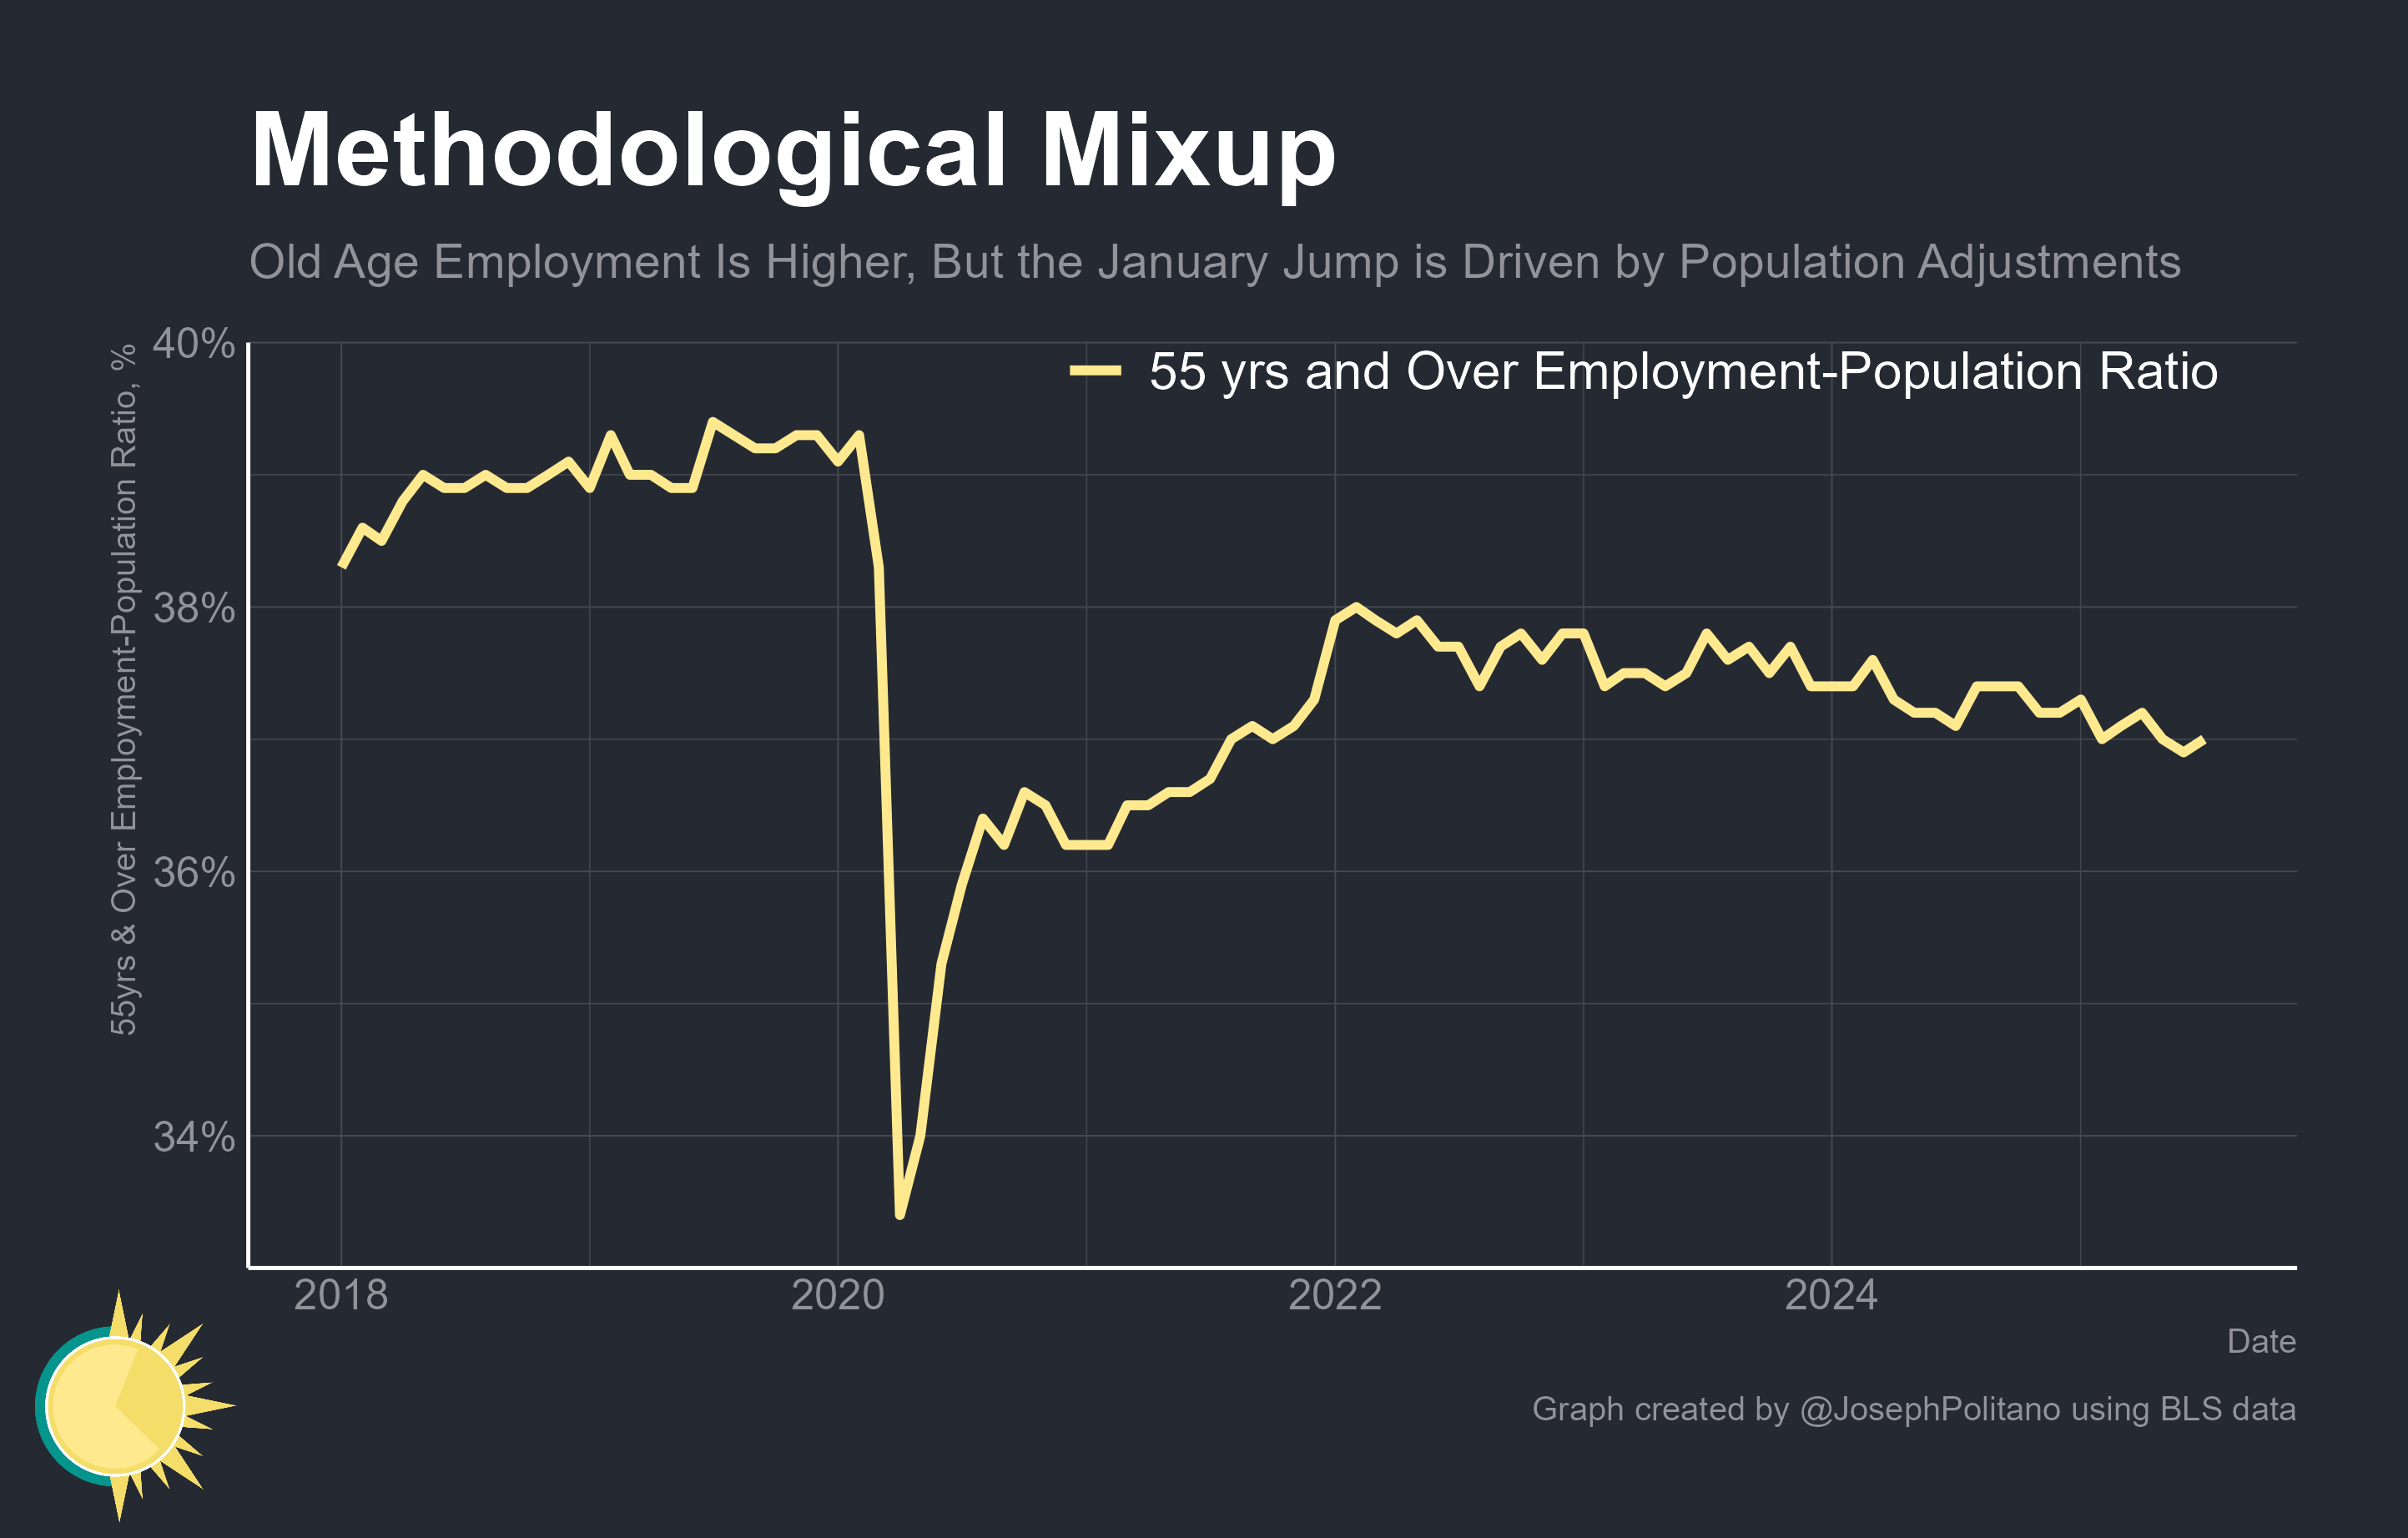 Methodological Mixup
Old Age Employment Is Higher, But the January Jump is Driven by Population Adjustments
55 yrs and Over Employment-Population Ratio
55yrs & Over Employment-Population Ratio, %
40%
38%
36%
34%
2018
2020
2022
2024
Date
Graph created by @JosephPolitano using BLS data